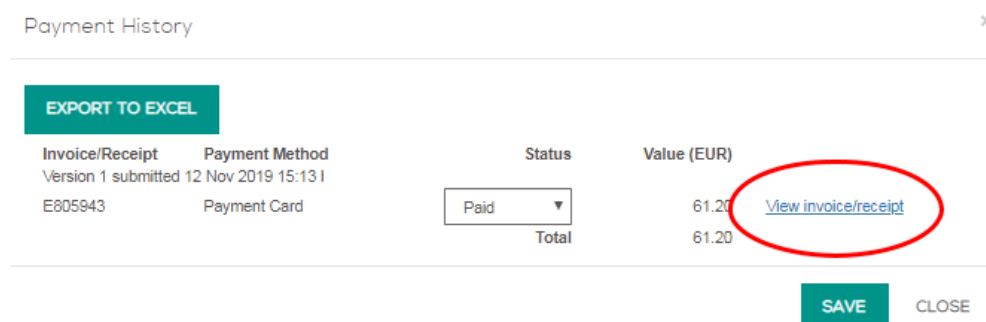 Payment History
EXPORT TO EXCEL
Invoice/Receipt Payment Method Status Value (EUR)
Version 1 submitted 12 Nov 2019 15:13
E805943 Payment Card Paid 61.20 View invoice/receipt
Total 61.20
SAVE CLOSE